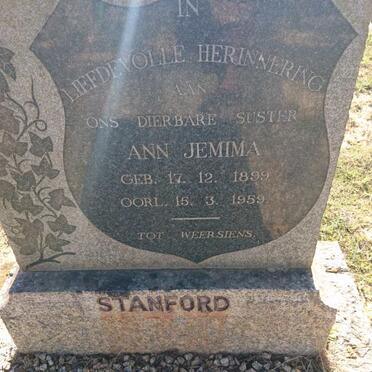 IN
LIEFDEVOLLE HERINNERING
AAN
ONS DIERBARE SUSTER
ANN JEMIMA
GEB. 17. 12. 1899
OORL. 15. 3. 1959
TOT WEERSIENS.
STANFORD